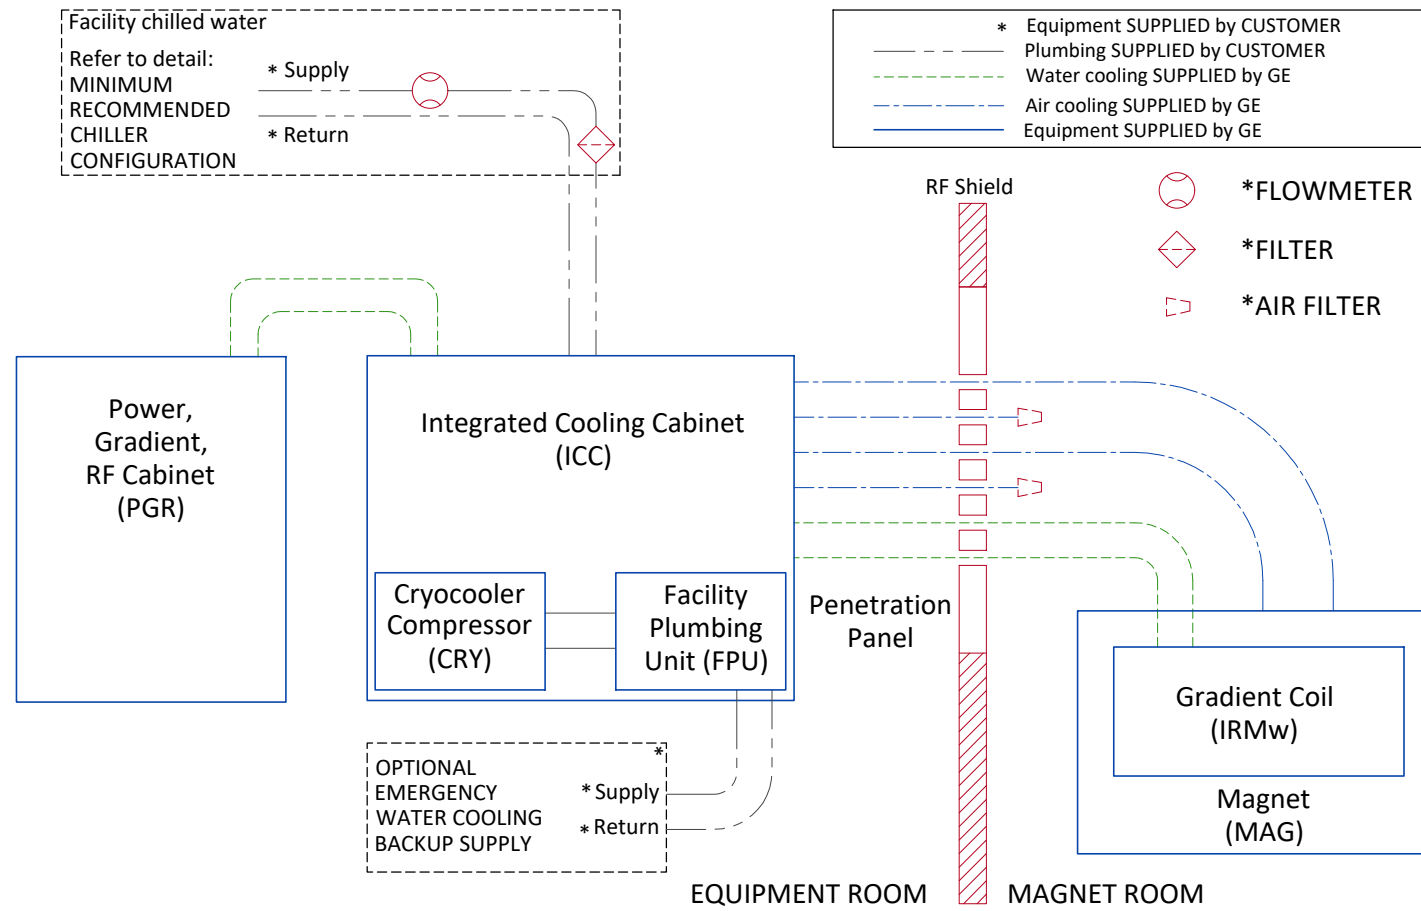 Facility chilled water
Refer to detail:
MINIMUM
RECOMMENDED
CHILLER
CONFIGURATION
* Supply
* Return
* Equipment SUPPLIED by CUSTOMER
Plumbing SUPPLIED by CUSTOMER
Water cooling SUPPLIED by GE
Air cooling SUPPLIED by GE
Equipment SUPPLIED by GE
RF Shield
*FLOWMETER
*FILTER
*AIR FILTER
Power,
Gradient,
RF Cabinet
(PGR)
Integrated Cooling Cabinet
(ICC)
Cryocooler
Compressor
(CRY)
Facility
Plumbing
Unit (FPU)
Penetration
Panel
Gradient Coil
(IRMw)
Magnet
(MAG)
*
OPTIONAL
EMERGENCY
WATER COOLING
BACKUP SUPPLY
* Supply
* Return
EQUIPMENT ROOM
MAGNET ROOM